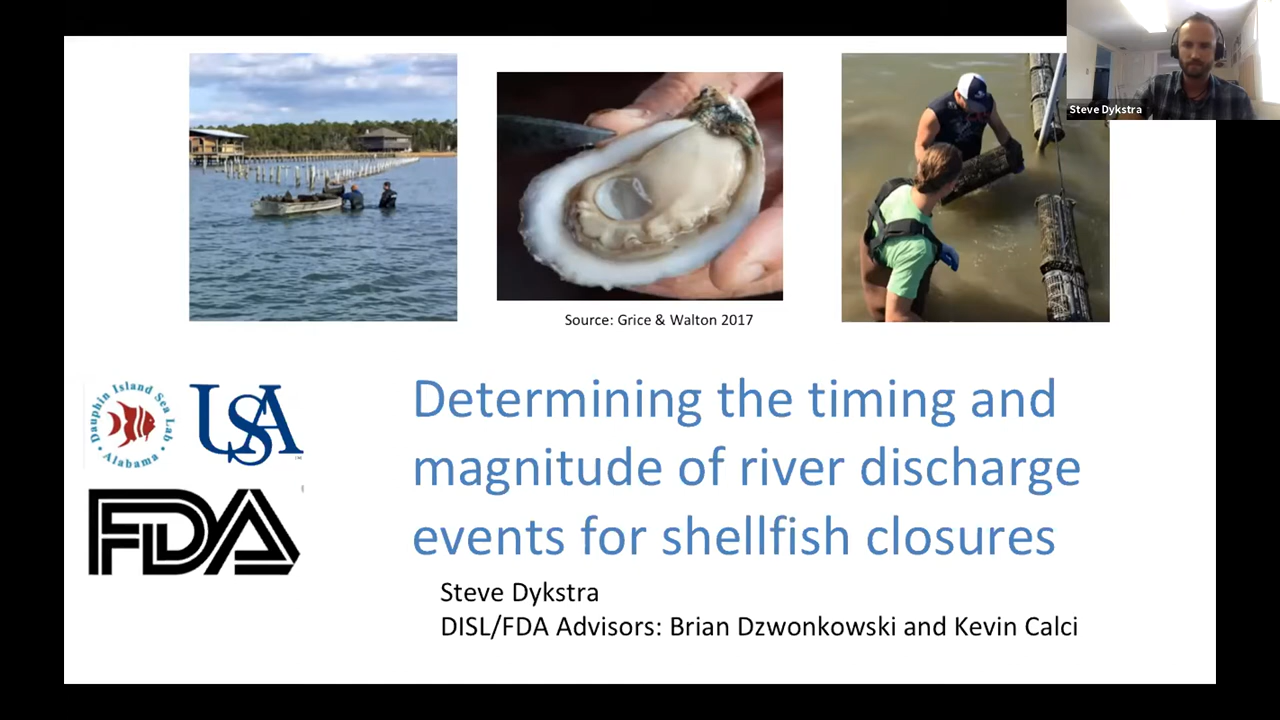 Steve Dykstra
Source: Grice & Walton 2017
Dauphin Island Sea Lab
Alabama
USA
FDA
Determining the timing and
magnitude of river discharge
events for shellfish closures
Steve Dykstra
DISL/FDA Advisors: Brian Dzwonkowski and Kevin Calci